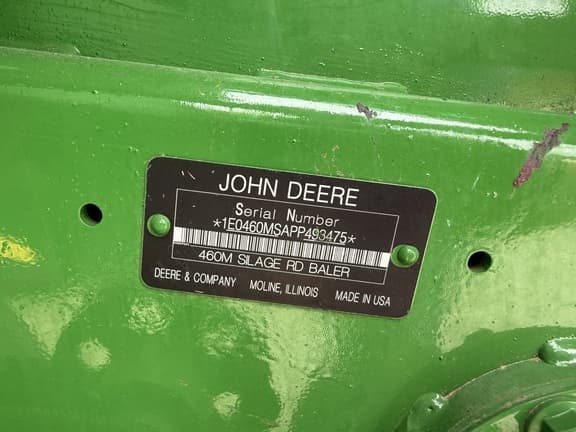 JOHN DEERE
Serial Number
*1E0460MSAPP493475*
460M SILAGE RD BALER
DEERE & COMPANY MOLINE, ILLINOIS MADE IN USA